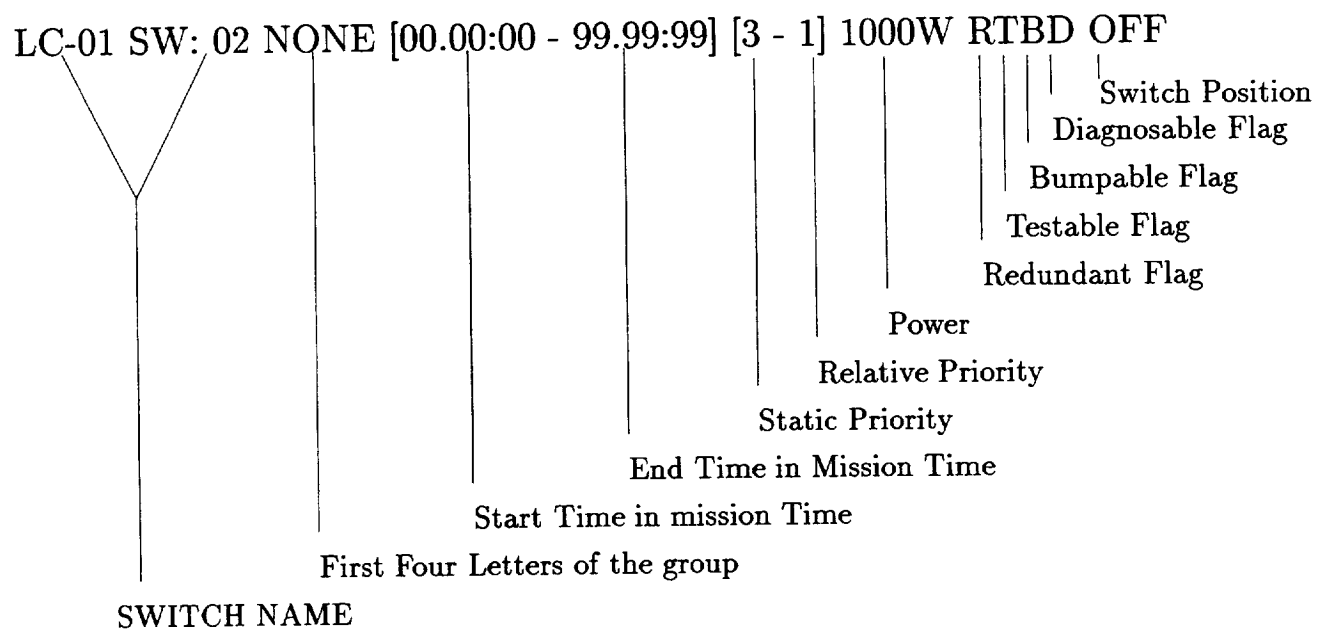 LC-01 SW: 02 NONE [00.00:00 - 99.99:99] [3 - 1] 1000W RTBD OFF
Switch Position
Diagnosable Flag
Bumpable Flag
Testable Flag
Redundant Flag
Power
Relative Priority
Static Priority
End Time in Mission Time
Start Time in mission Time
First Four Letters of the group
SWITCH NAME